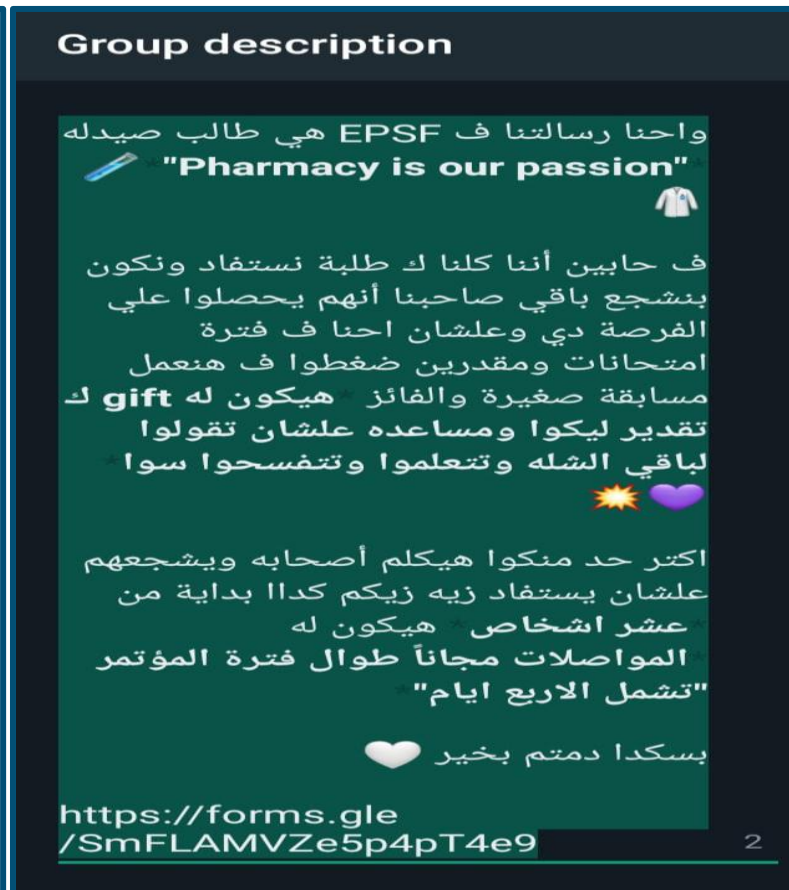 Group description
واحنا رسالتنا ف EPSF هي طالب صيدله
*"Pharmacy is our passion"* 🧪
🥼
ف حابين أننا كلنا ك طلبة نستفاد ونكون
بنشجع باقي صاحبنا أنهم يحصلوا علي
الفرصة دي وعلشان احنا ف فترة
امتحانات ومقدرين ضغطوا ف هنعمل
مسابقة صغيرة والفائز *هيكون له gift ك
تقدير ليكوا ومساعده علشان تقولوا
لباقي الشله وتتعلموا وتتفسحوا سوا*
💜💥
اكتر حد منكوا هيكلم أصحابه ويشجعهم
علشان يستفاد زيه زيكم كداا بداية من
*عشر اشخاص* هيكون له
*المواصلات مجاناً طوال فترة المؤتمر
"تشمل الاربع ايام"*
بسكدا دمتم بخير 🤍
https://forms.gle
/SmFLAMVZe5p4pT4e9
2